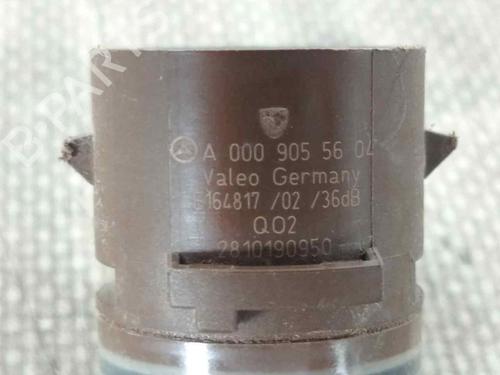 A 000 905 56 04
Valeo Germany
164817 /02 /36dB
Q02
2810190950